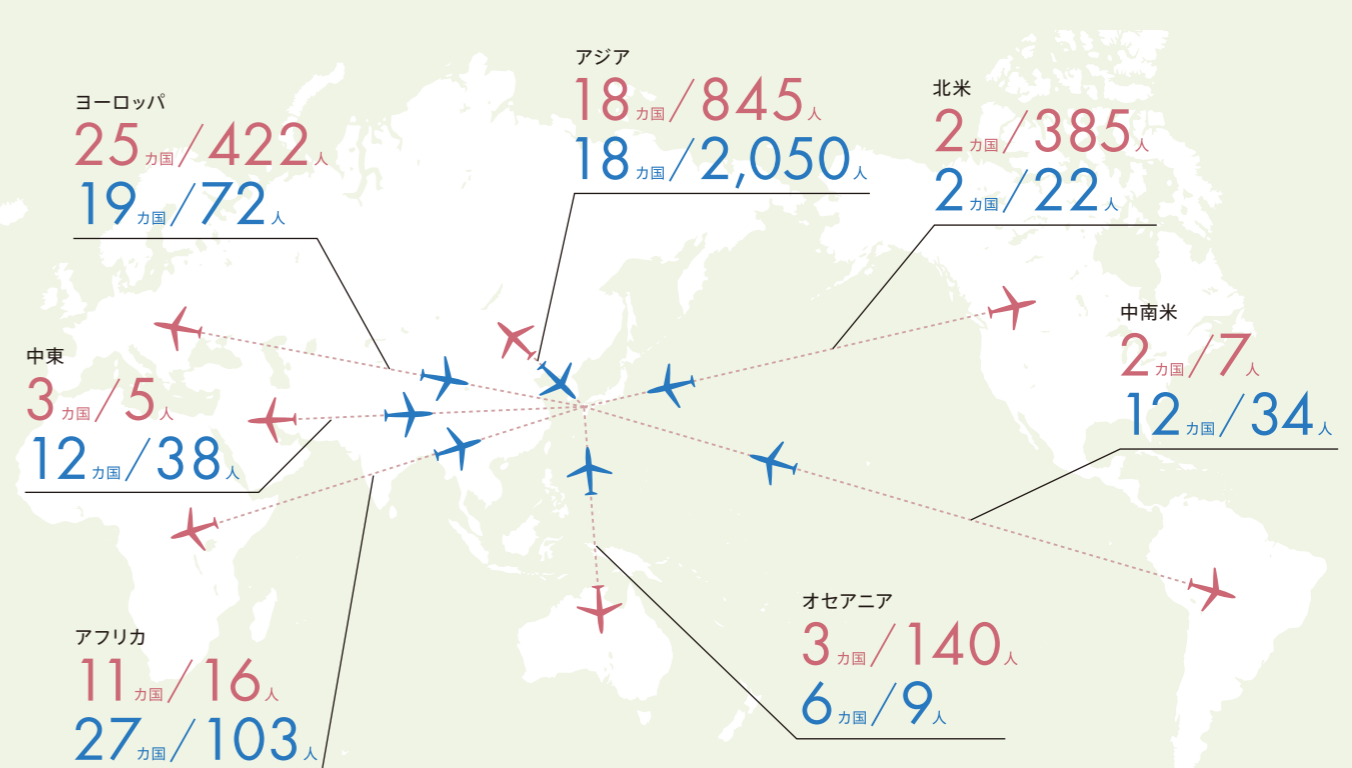 アジア
18カ国/845人
18カ国/2,050人
北米
2カ国/385人
2カ国/22人
ヨーロッパ
25カ国/422人
19カ国/72人
中南米
2カ国/7人
12カ国/34人
中東
3カ国/5人
12カ国/38人
オセアニア
3カ国/140人
6カ国/9人
アフリカ
11カ国/16人
27カ国/103人